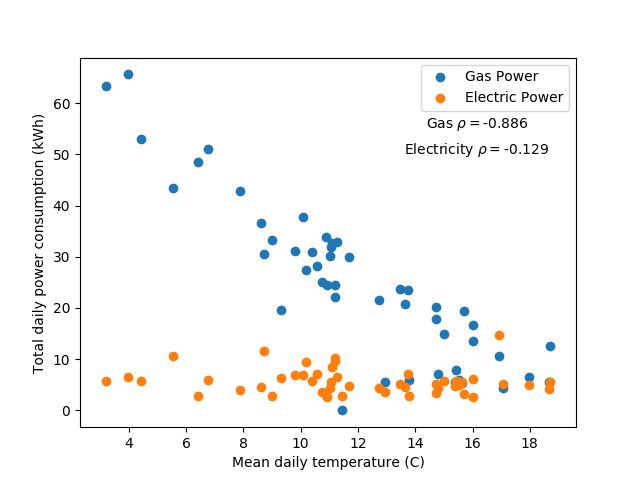 Gas Power
Electric Power
Gas ρ = -0.886
Electricity ρ = -0.129
Total daily power consumption (kWh)
60
50
40
30
20
10
0
4 6 8 10 12 14 16 18
Mean daily temperature (C)